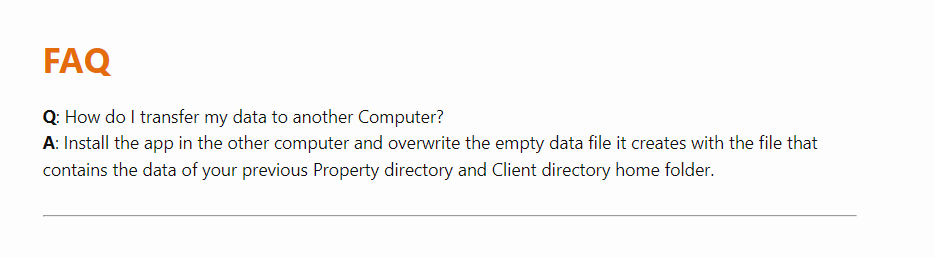 FAQ
Q: How do I transfer my data to another Computer?
A: Install the app in the other computer and overwrite the empty data file it creates with the file that
contains the data of your previous Property directory and Client directory home folder.